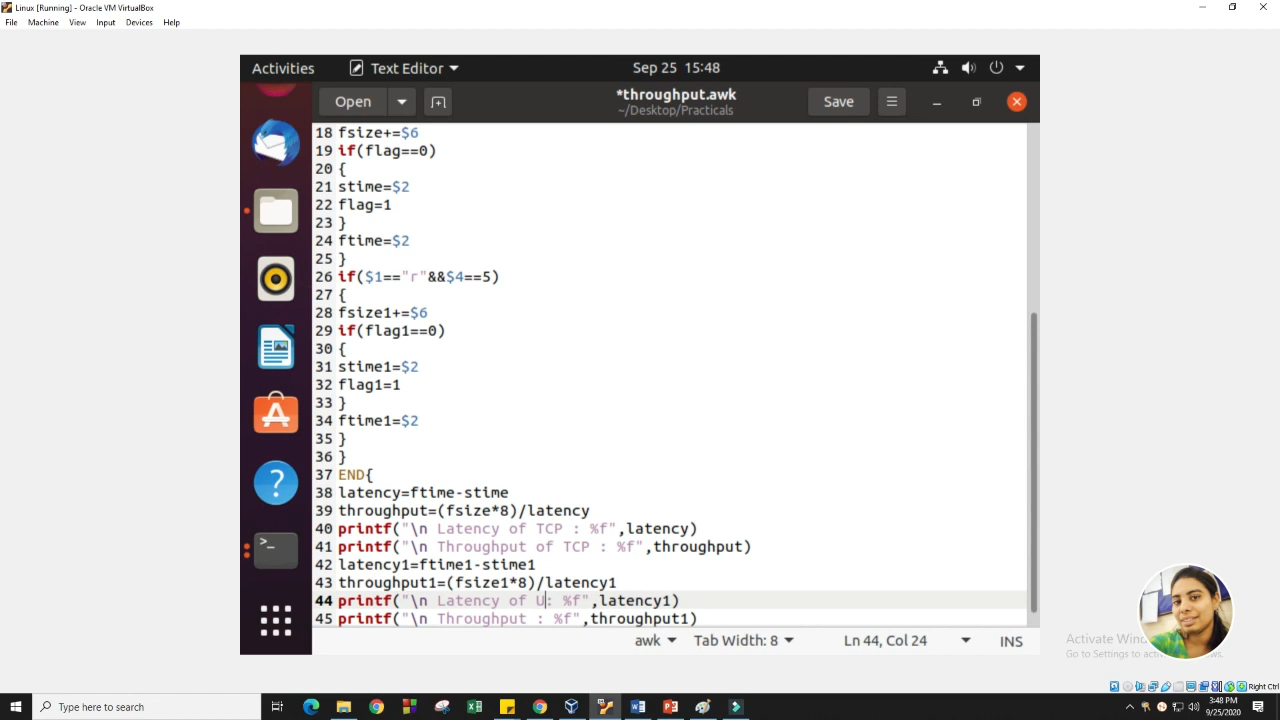 Linux [Running] - Oracle VM VirtualBox
File Machine View Input Devices Help
Activities Text Editor Sep 25 15:48
Open *throughput.awk Save
~/Desktop/Practicals
18 fsize+=$6
19 if(flag==0)
20 {
21 stime=$2
22 flag=1
23 }
24 ftime=$2
25 }
26 if($1=="r"&&$4==5)
27 {
28 fsize1+=$6
29 if(flag1==0)
30 {
31 stime1=$2
32 flag1=1
33 }
34 ftime1=$2
35 }
36 }
37 END{
38 latency=ftime-stime
39 throughput=(fsize*8)/latency
40 printf("\n Latency of TCP : %f",latency)
41 printf("\n Throughput of TCP : %f",throughput)
42 latency1=ftime1-stime1
43 throughput1=(fsize1*8)/latency1
44 printf("\n Latency of U: %f",latency1)
45 printf("\n Throughput : %f",throughput1)
awk Tab Width: 8 Ln 44, Col 24 INS
Activate Wind
Go to Settings to acti
Right Ctrl
Type here to search
3:48 PM
9/25/2020